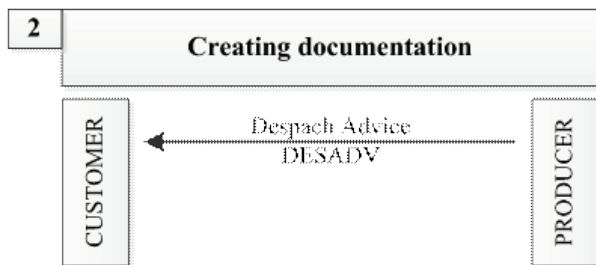 2
Creating documentation
CUSTOMER
Despach Advice
DESADV
PRODUCER